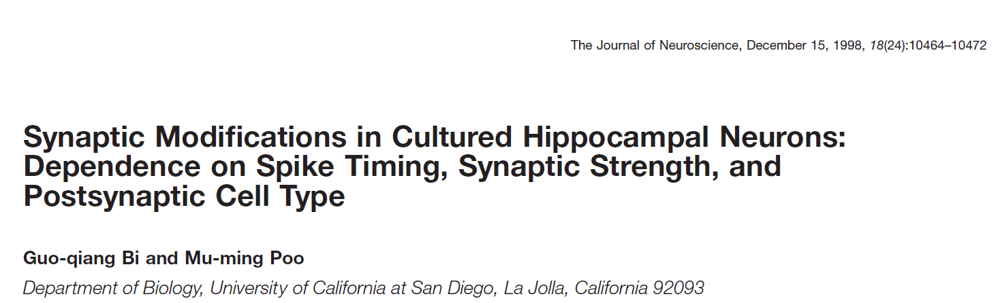 The Journal of Neuroscience, December 15, 1998, 18(24):10464–10472
Synaptic Modifications in Cultured Hippocampal Neurons:
Dependence on Spike Timing, Synaptic Strength, and
Postsynaptic Cell Type
Guo-qiang Bi and Mu-ming Poo
Department of Biology, University of California at San Diego, La Jolla, California 92093